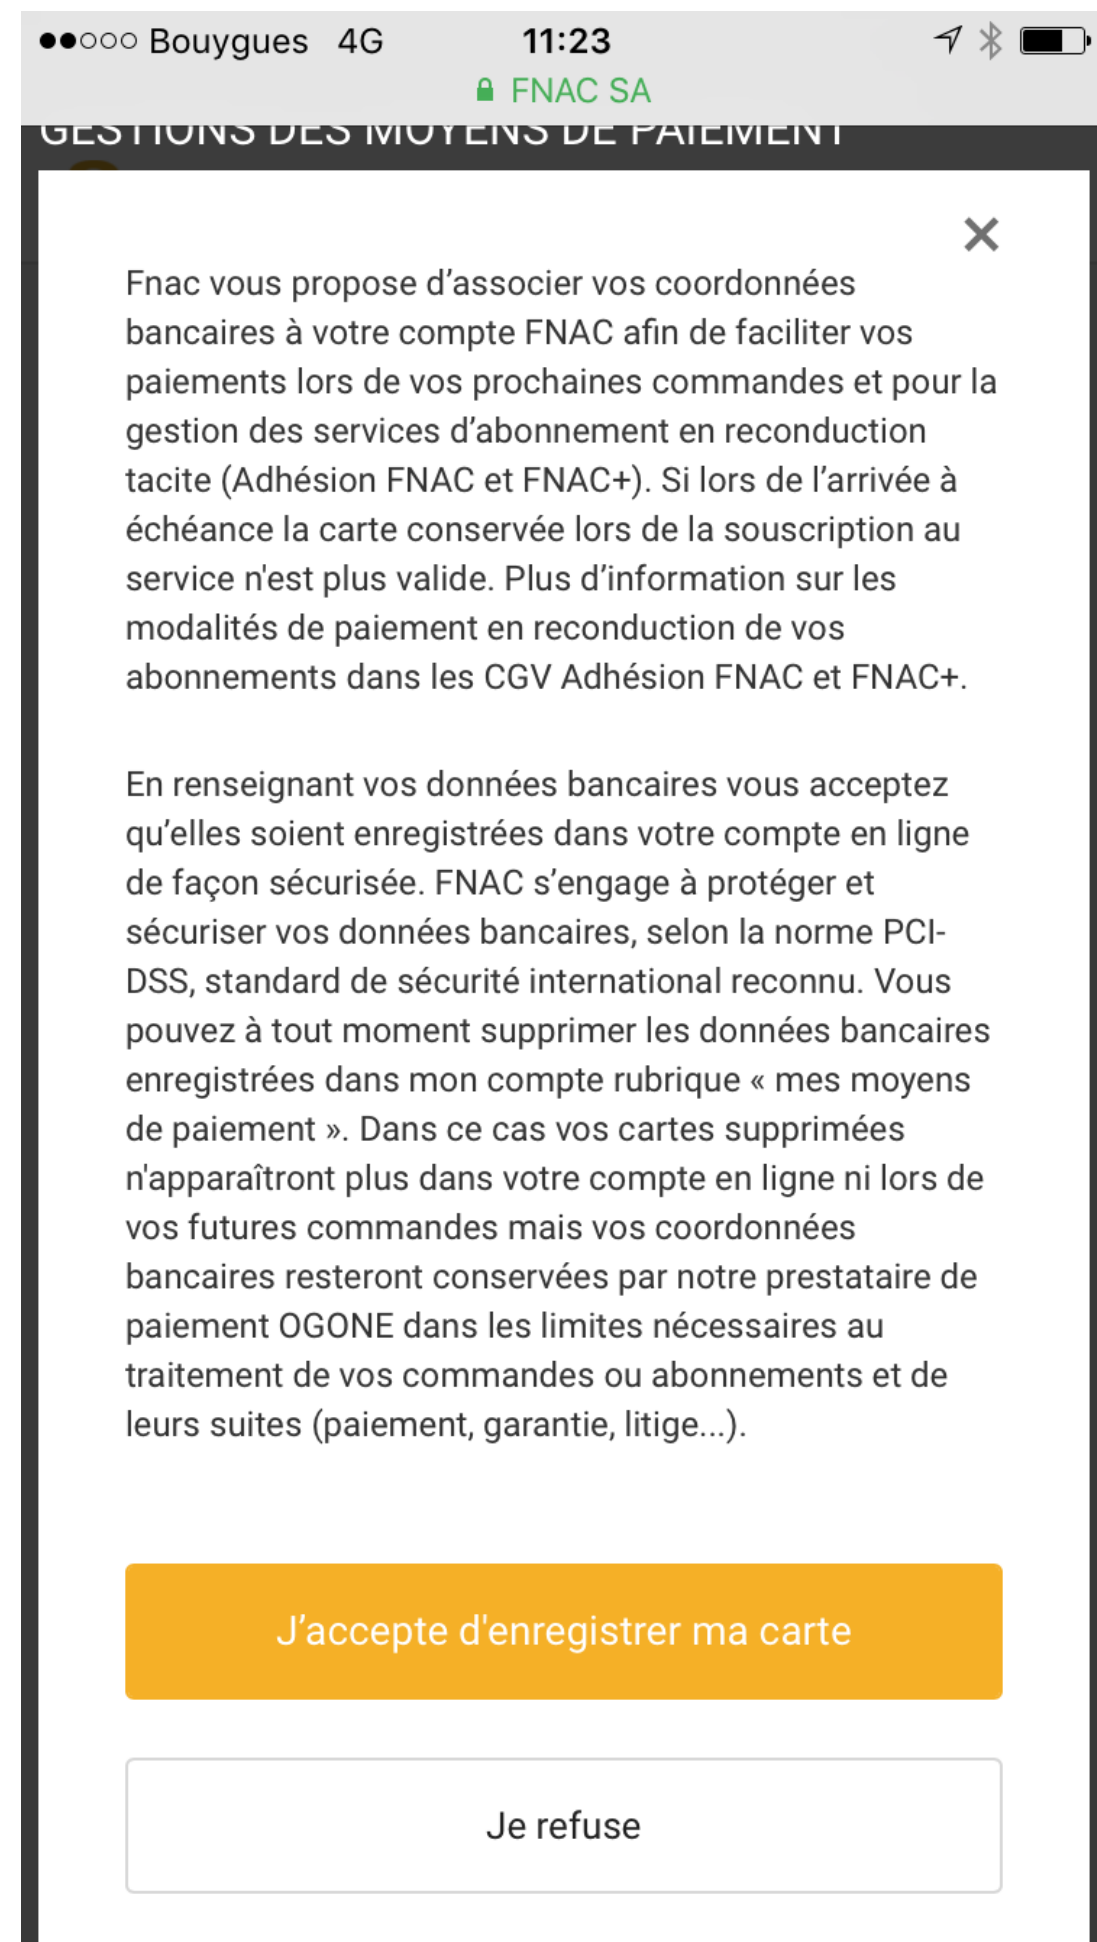 Bouygues 4G 11:23
FNAC SA
GESTIONS DES MOYENS DE PAIEMENT
Fnac vous propose d’associer vos coordonnées
bancaires à votre compte FNAC afin de faciliter vos
paiements lors de vos prochaines commandes et pour la
gestion des services d’abonnement en reconduction
tacite (Adhésion FNAC et FNAC+). Si lors de l’arrivée à
échéance la carte conservée lors de la souscription au
service n'est plus valide. Plus d’information sur les
modalités de paiement en reconduction de vos
abonnements dans les CGV Adhésion FNAC et FNAC+.
En renseignant vos données bancaires vous acceptez
qu’elles soient enregistrées dans votre compte en ligne
de façon sécurisée. FNAC s’engage à protéger et
sécuriser vos données bancaires, selon la norme PCI-
DSS, standard de sécurité international reconnu. Vous
pouvez à tout moment supprimer les données bancaires
enregistrées dans mon compte rubrique « mes moyens
de paiement ». Dans ce cas vos cartes supprimées
n'apparaîtront plus dans votre compte en ligne ni lors de
vos futures commandes mais vos coordonnées
bancaires resteront conservées par notre prestataire de
paiement OGONE dans les limites nécessaires au
traitement de vos commandes ou abonnements et de
leurs suites (paiement, garantie, litige...).
J’accepte d'enregistrer ma carte
Je refuse